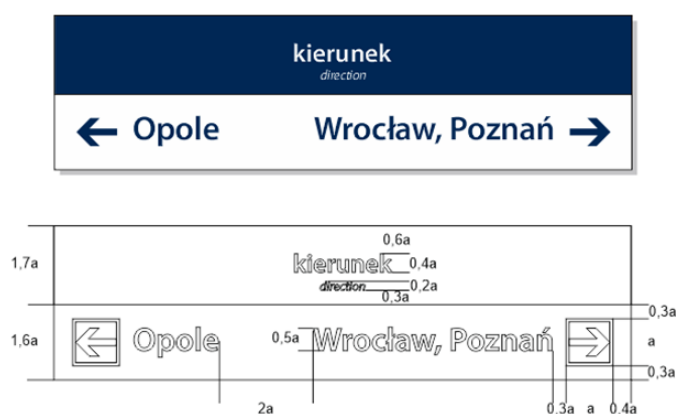 kierunek
direction
← Opole Wrocław, Poznań →
0,6a
1,7a kierunek 0,4a
direction 0,2a
0,3a
0,3a
1,6a Opole 0,5a Wrocław, Poznań a
0,3a
2a 0,3a a 0,4a